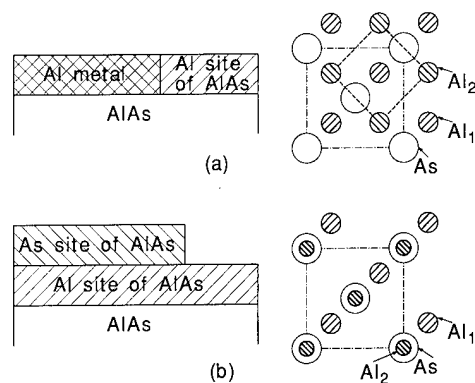 Al metal
Al site
of AlAs
AlAs
(a)
Al₂
Al₁
As
As site of AlAs
Al site of AlAs
AlAs
(b)
Al₁
As
Al₂